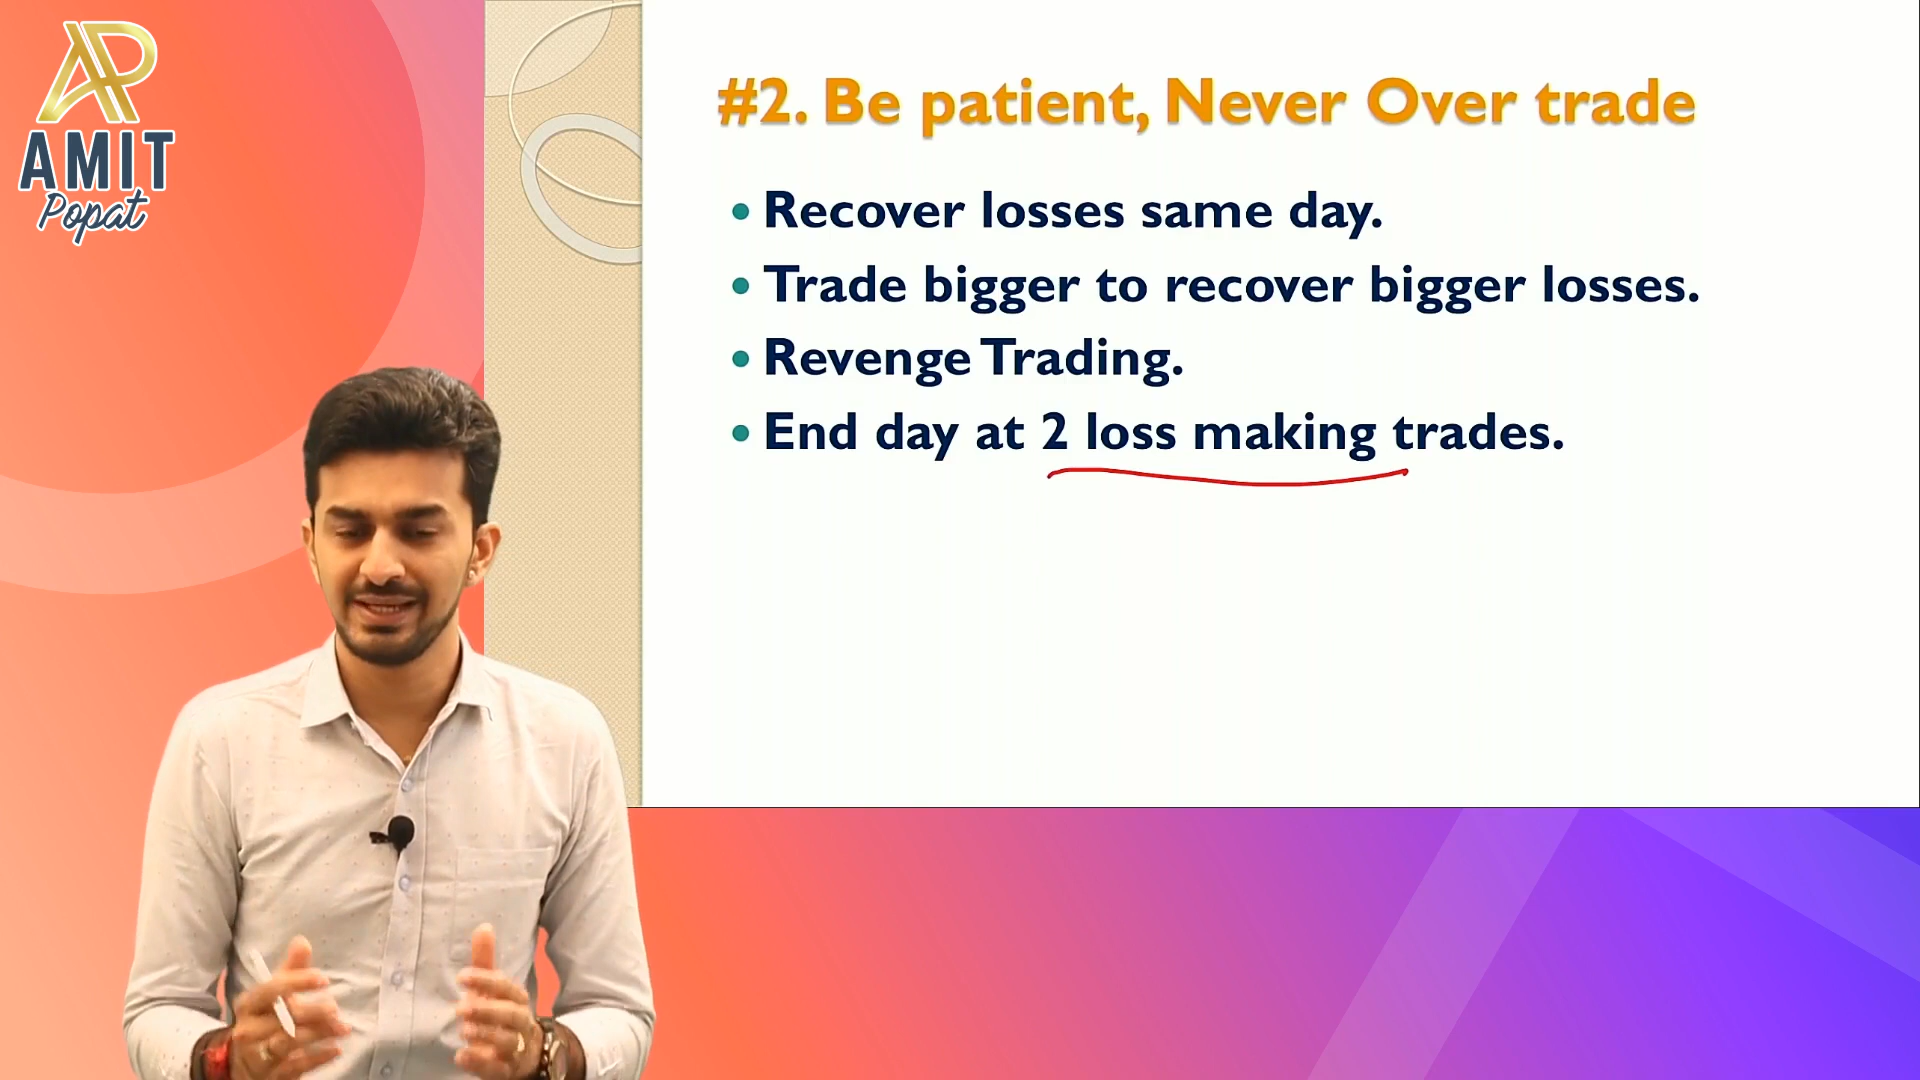 AP
AMIT
Popat
#2. Be patient, Never Over trade
• Recover losses same day.
• Trade bigger to recover bigger losses.
• Revenge Trading.
• End day at 2 loss making trades.